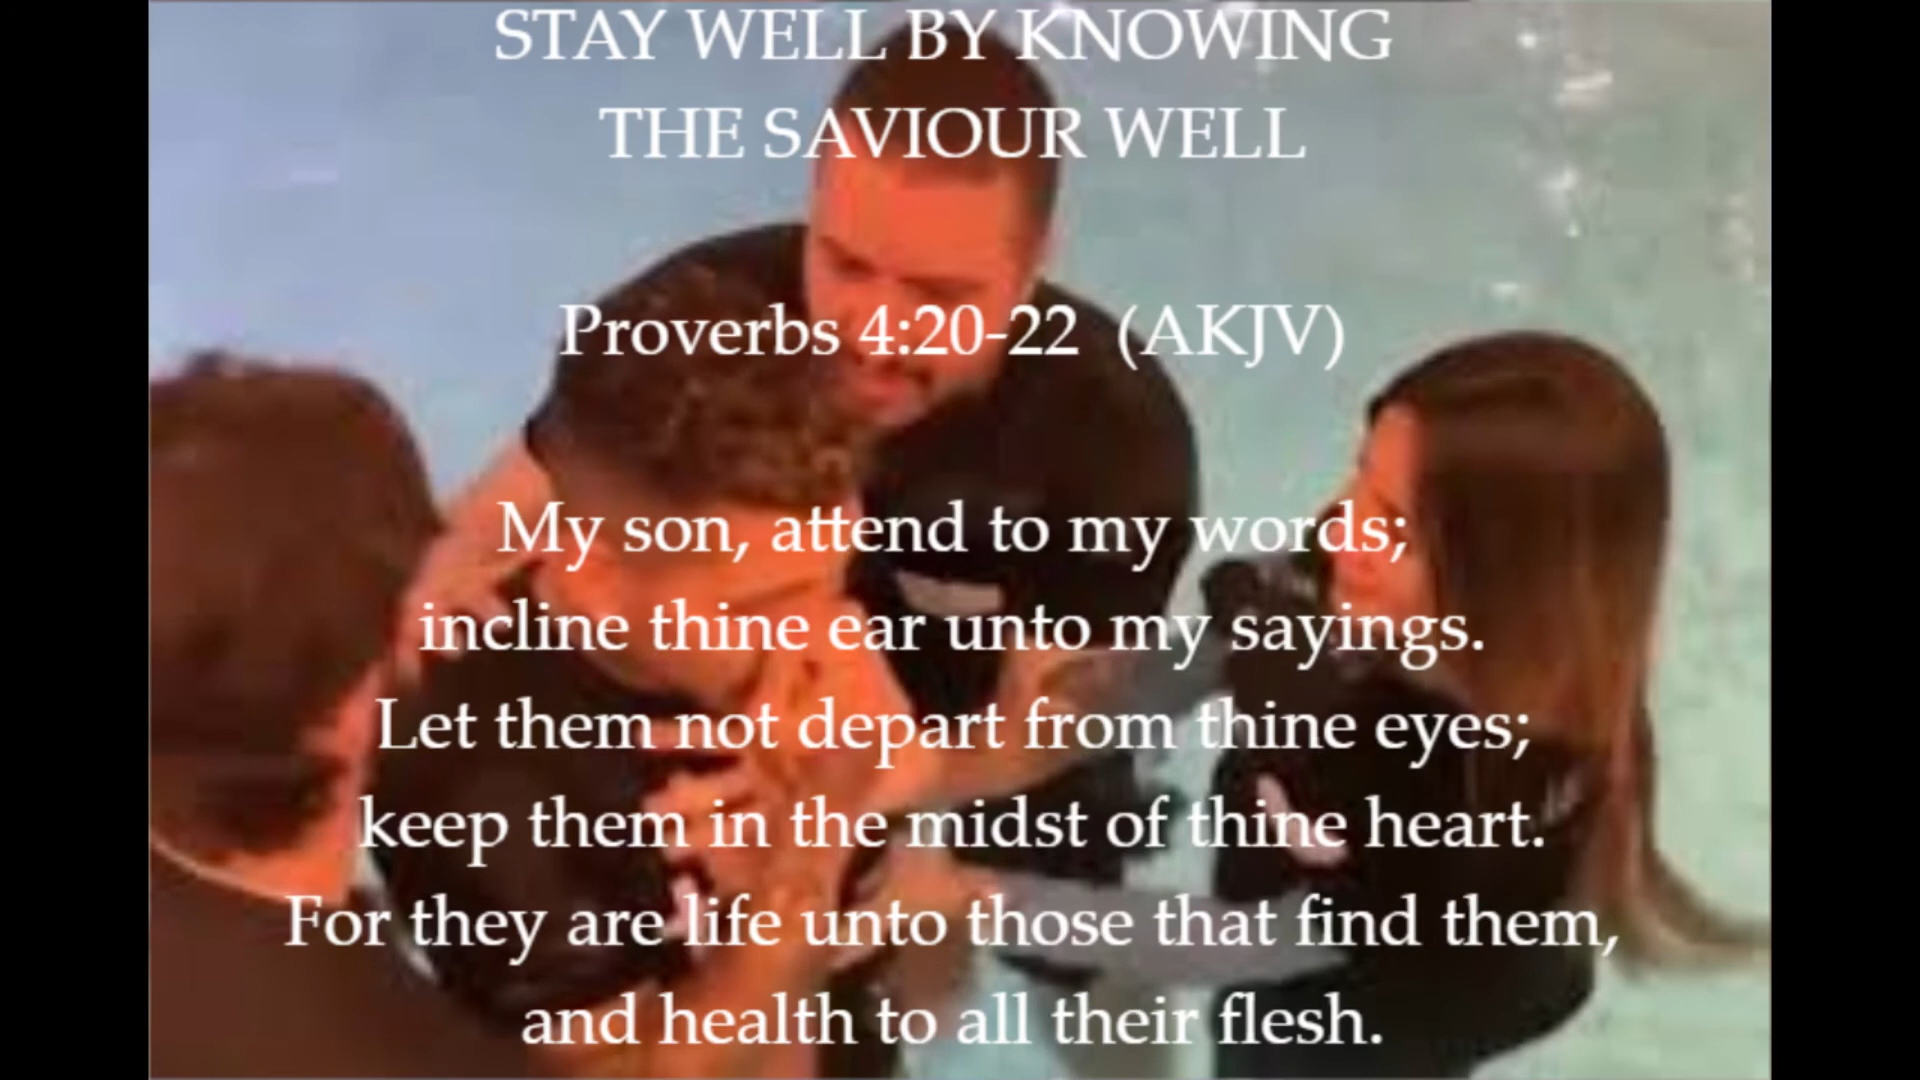 STAY WELL BY KNOWING
THE SAVIOUR WELL
Proverbs 4:20-22 (AKJV)
My son, attend to my words;
incline thine ear unto my sayings.
Let them not depart from thine eyes;
keep them in the midst of thine heart.
For they are life unto those that find them,
and health to all their flesh.